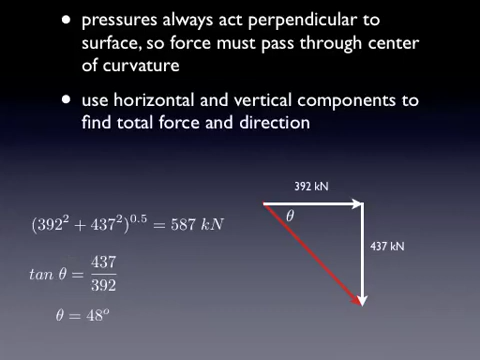 • pressures always act perpendicular to
surface, so force must pass through center
of curvature
• use horizontal and vertical components to
find total force and direction
392 kN
θ
(392² + 437²)^0.5 = 587 kN
437 kN
tan θ = 437/392
θ = 48°